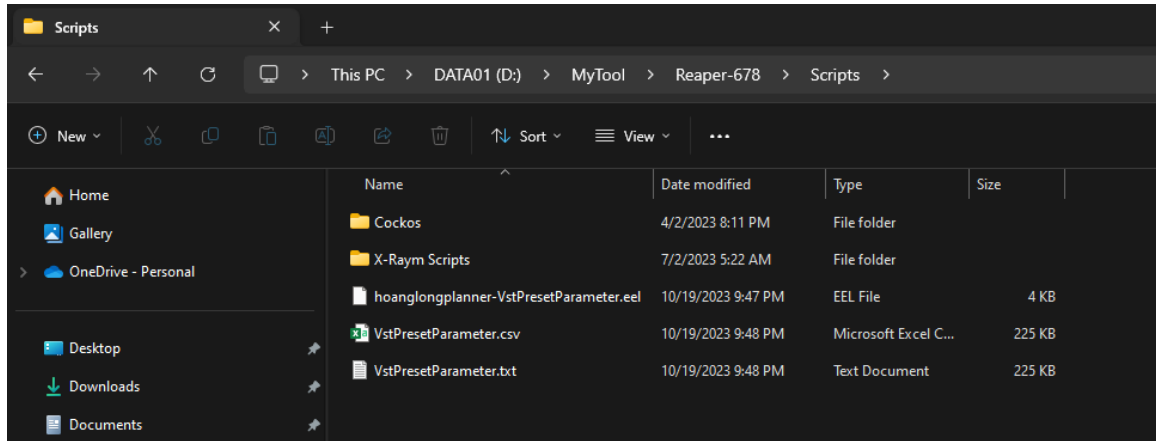 Scripts
This PC > DATA01 (D:) > MyTool > Reaper-678 > Scripts >
New Sort View
Name Date modified Type Size
Home
Gallery
OneDrive - Personal
Desktop
Downloads
Documents
Cockos 4/2/2023 8:11 PM File folder
X-Raym Scripts 7/2/2023 5:22 AM File folder
hoanglongplanner-VstPresetParameter.eel 10/19/2023 9:47 PM EEL File 4 KB
VstPresetParameter.csv 10/19/2023 9:48 PM Microsoft Excel C... 225 KB
VstPresetParameter.txt 10/19/2023 9:48 PM Text Document 225 KB